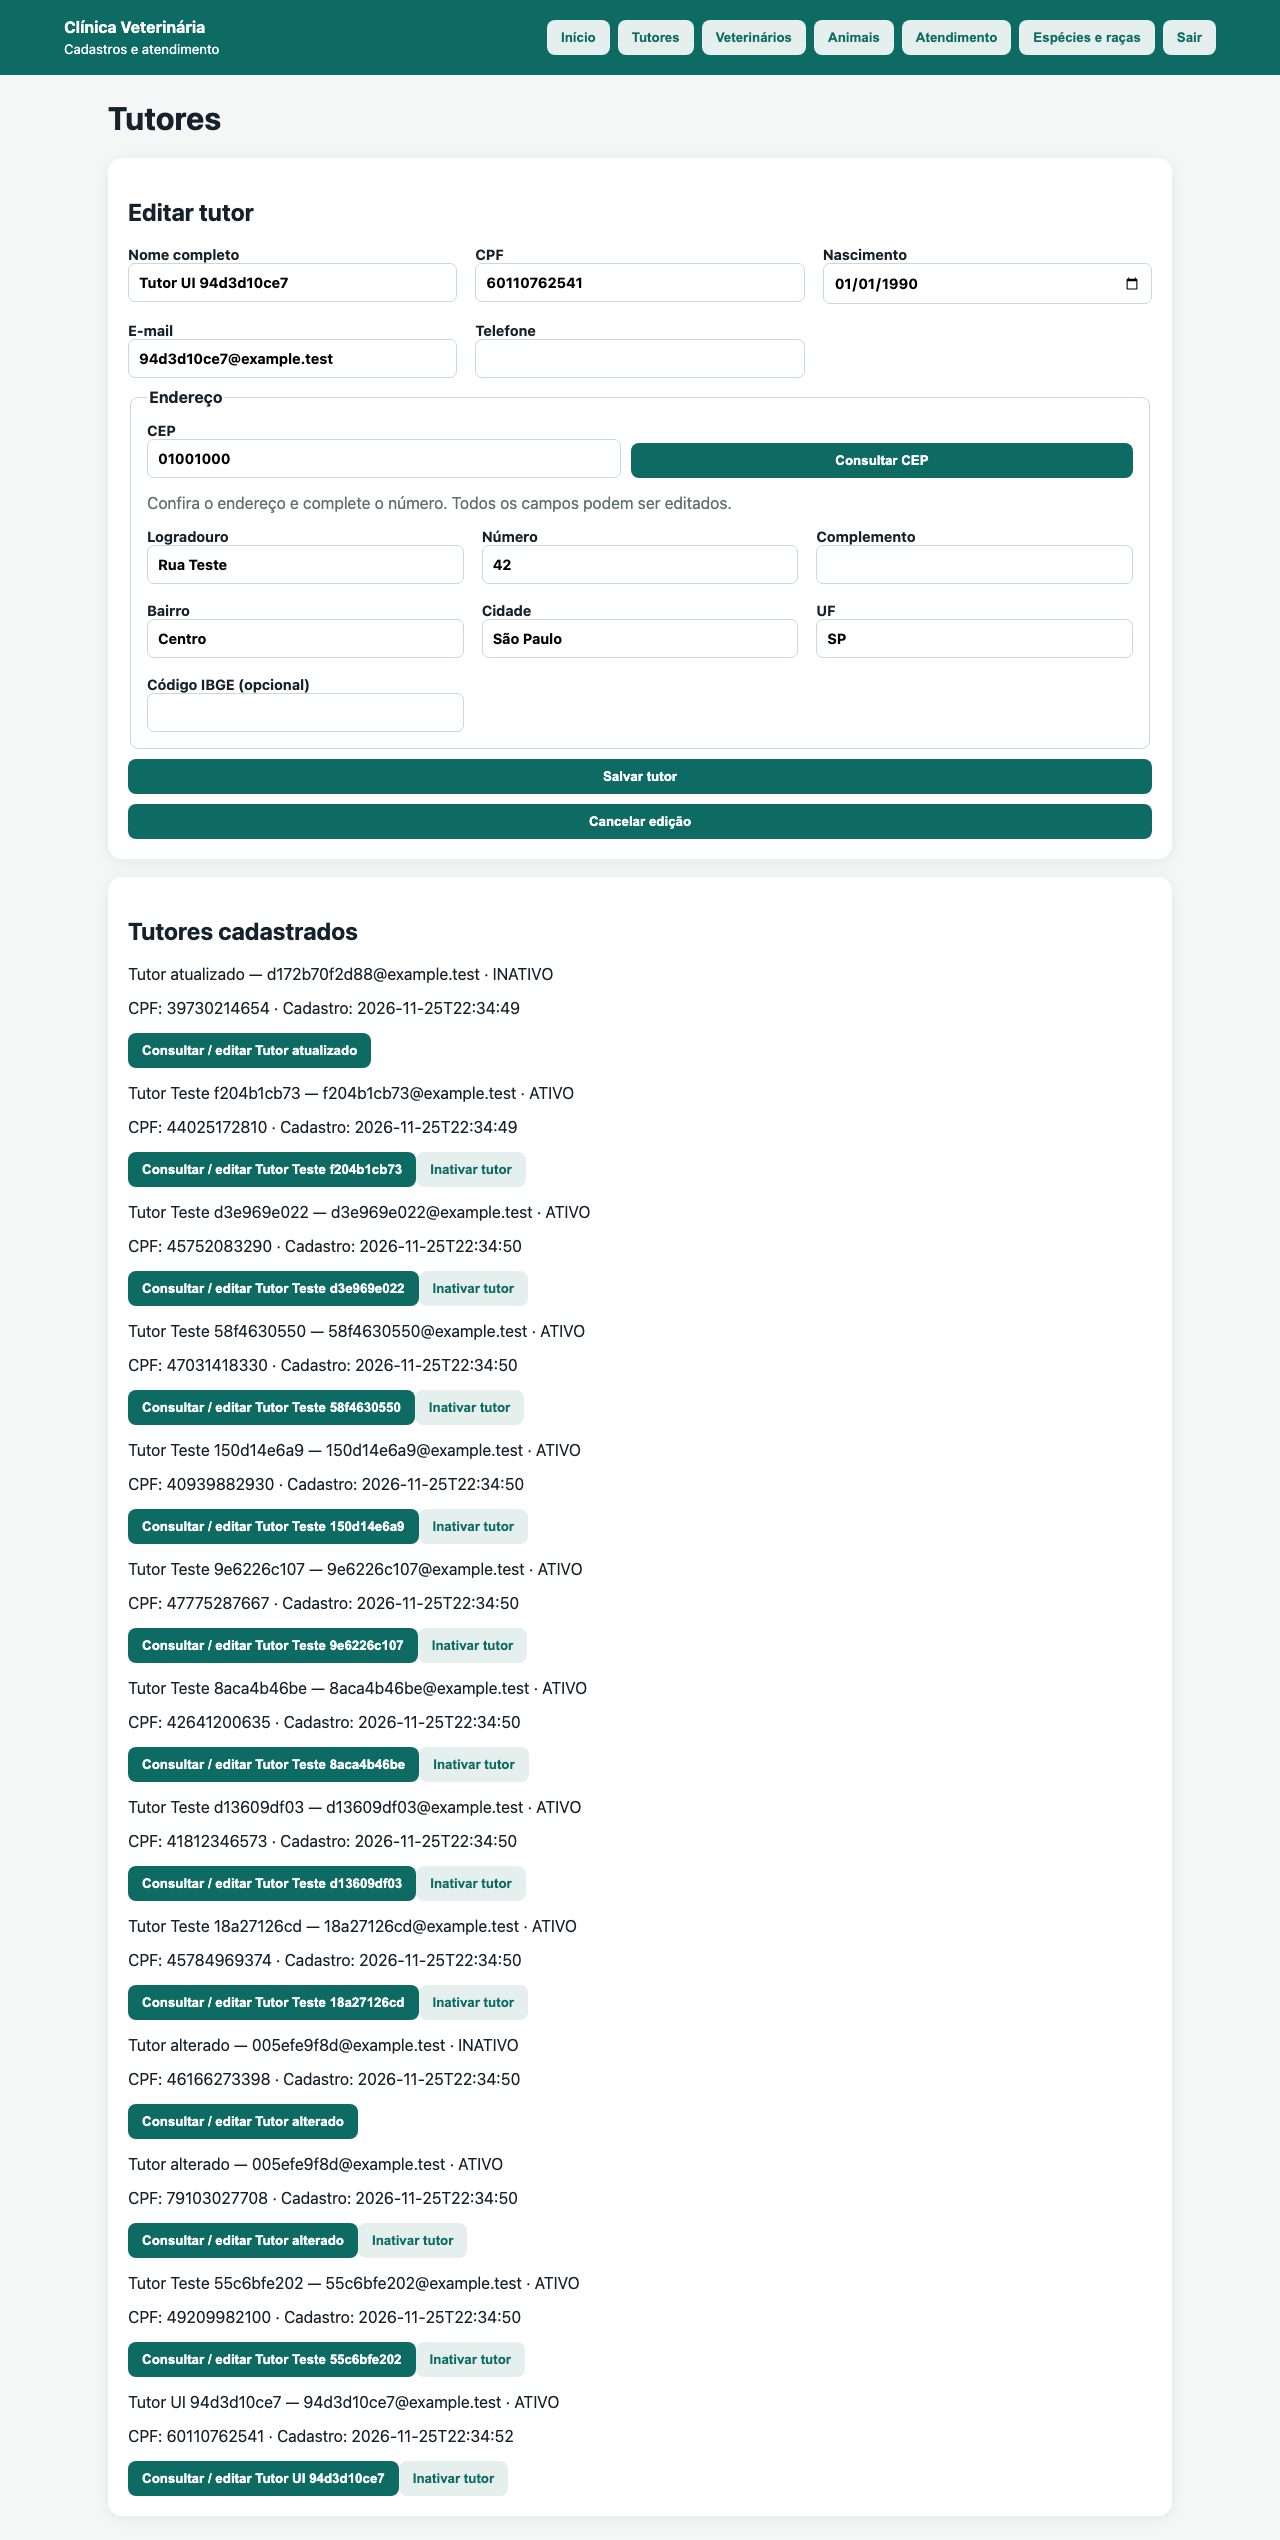 Clínica Veterinária
Cadastros e atendimento
Início
Tutores
Veterinários
Animais
Atendimento
Espécies e raças
Sair
Tutores
Editar tutor
Nome completo
CPF
Nascimento
Tutor UI 94d3d10ce7
60110762541
01/01/1990
E-mail
Telefone
94d3d10ce7@example.test
Endereço
CEP
01001000
Consultar CEP
Confira o endereço e complete o número. Todos os campos podem ser editados.
Logradouro
Número
Complemento
Rua Teste
42
Bairro
Cidade
UF
Centro
São Paulo
SP
Código IBGE (opcional)
Salvar tutor
Cancelar edição
Tutores cadastrados
Tutor atualizado — d172b70f2d88@example.test · INATIVO
CPF: 39730214654 · Cadastro: 2026-11-25T22:34:49
Consultar / editar Tutor atualizado
Tutor Teste f204b1cb73 — f204b1cb73@example.test · ATIVO
CPF: 44025172810 · Cadastro: 2026-11-25T22:34:49
Consultar / editar Tutor Teste f204b1cb73
Inativar tutor
Tutor Teste d3e969e022 — d3e969e022@example.test · ATIVO
CPF: 45752083290 · Cadastro: 2026-11-25T22:34:50
Consultar / editar Tutor Teste d3e969e022
Inativar tutor
Tutor Teste 58f4630550 — 58f4630550@example.test · ATIVO
CPF: 47031418330 · Cadastro: 2026-11-25T22:34:50
Consultar / editar Tutor Teste 58f4630550
Inativar tutor
Tutor Teste 150d14e6a9 — 150d14e6a9@example.test · ATIVO
CPF: 40939882930 · Cadastro: 2026-11-25T22:34:50
Consultar / editar Tutor Teste 150d14e6a9
Inativar tutor
Tutor Teste 9e6226c107 — 9e6226c107@example.test · ATIVO
CPF: 47775287667 · Cadastro: 2026-11-25T22:34:50
Consultar / editar Tutor Teste 9e6226c107
Inativar tutor
Tutor Teste 8aca4b46be — 8aca4b46be@example.test · ATIVO
CPF: 42641200635 · Cadastro: 2026-11-25T22:34:50
Consultar / editar Tutor Teste 8aca4b46be
Inativar tutor
Tutor Teste d13609df03 — d13609df03@example.test · ATIVO
CPF: 41812346573 · Cadastro: 2026-11-25T22:34:50
Consultar / editar Tutor Teste d13609df03
Inativar tutor
Tutor Teste 18a27126cd — 18a27126cd@example.test · ATIVO
CPF: 45784969374 · Cadastro: 2026-11-25T22:34:50
Consultar / editar Tutor Teste 18a27126cd
Inativar tutor
Tutor alterado — 005efe9f8d@example.test · INATIVO
CPF: 46166273398 · Cadastro: 2026-11-25T22:34:50
Consultar / editar Tutor alterado
Tutor alterado — 005efe9f8d@example.test · ATIVO
CPF: 79103027708 · Cadastro: 2026-11-25T22:34:50
Consultar / editar Tutor alterado
Inativar tutor
Tutor Teste 55c6bfe202 — 55c6bfe202@example.test · ATIVO
CPF: 49209982100 · Cadastro: 2026-11-25T22:34:50
Consultar / editar Tutor Teste 55c6bfe202
Inativar tutor
Tutor UI 94d3d10ce7 — 94d3d10ce7@example.test · ATIVO
CPF: 60110762541 · Cadastro: 2026-11-25T22:34:52
Consultar / editar Tutor UI 94d3d10ce7
Inativar tutor